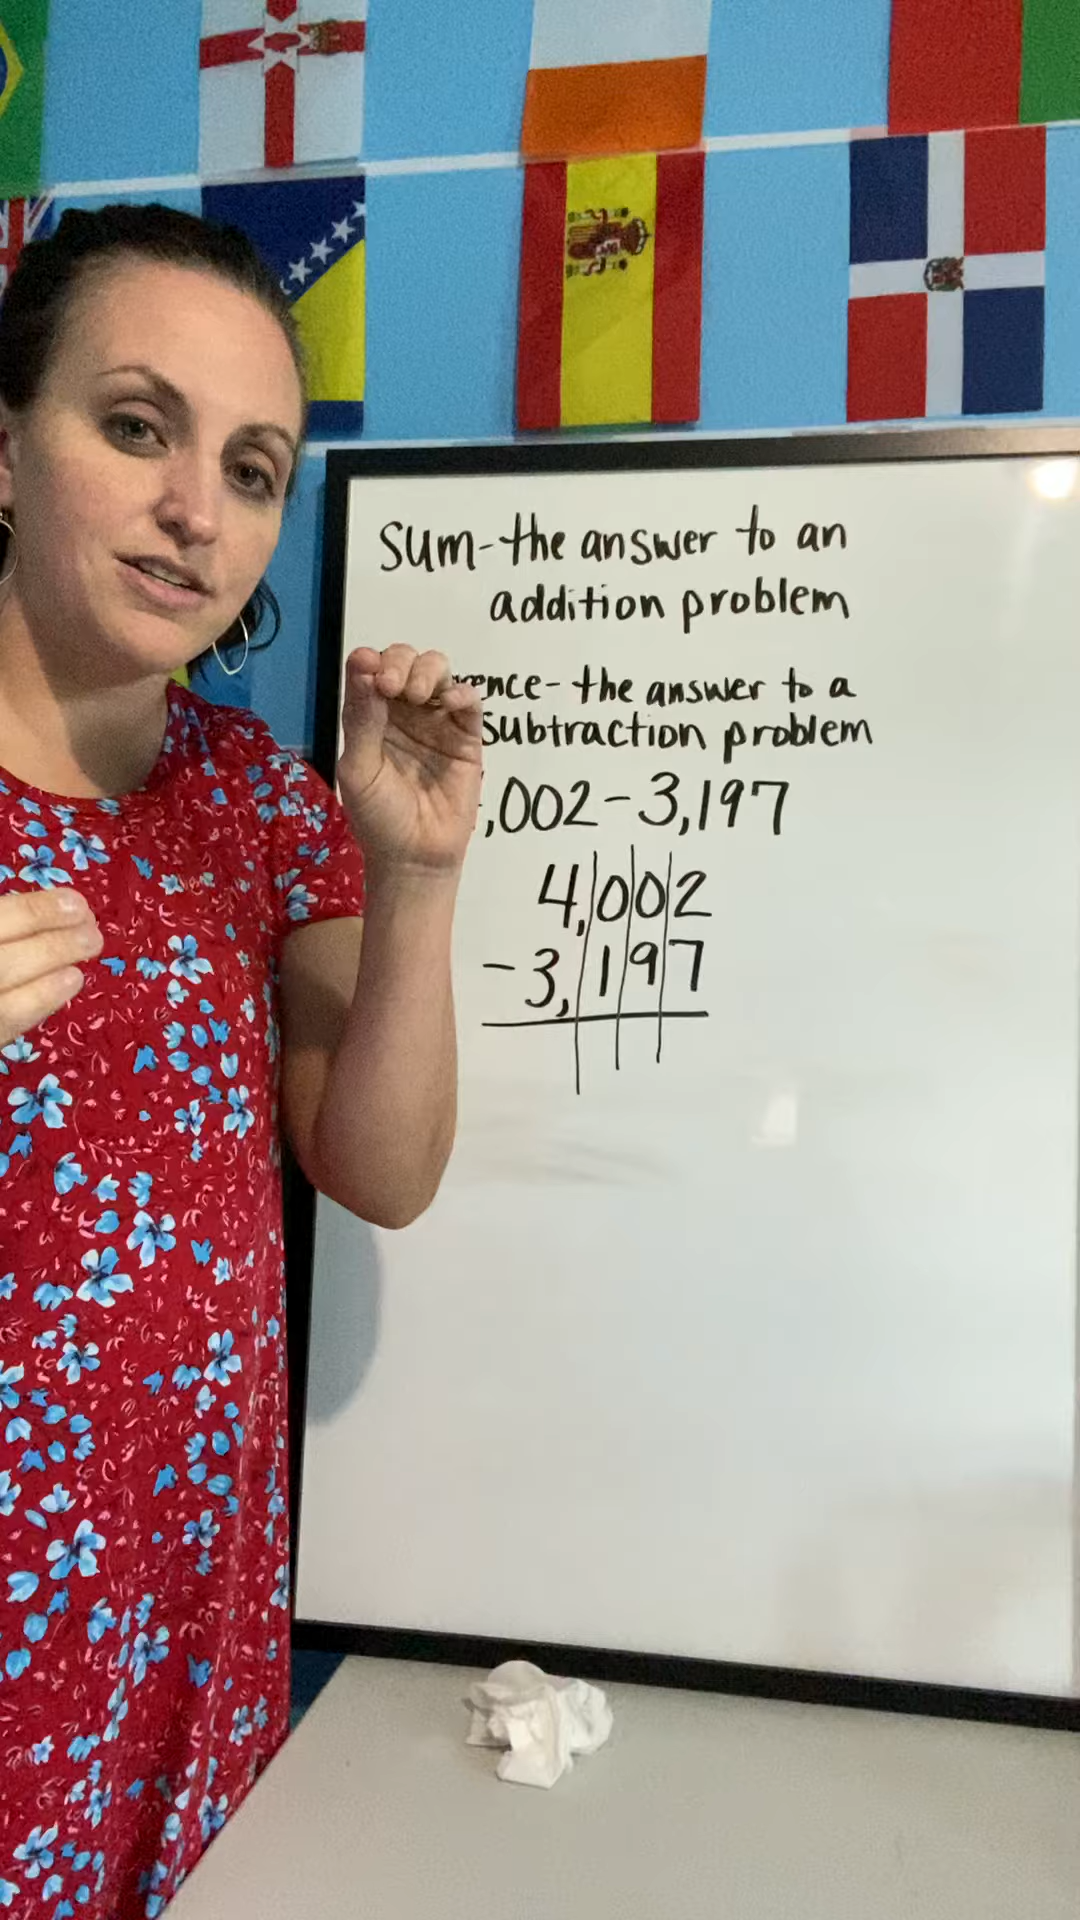 sum-the answer to an
addition problem
the answer to a
subtraction problem
,002-3,197
4,002
-3,197